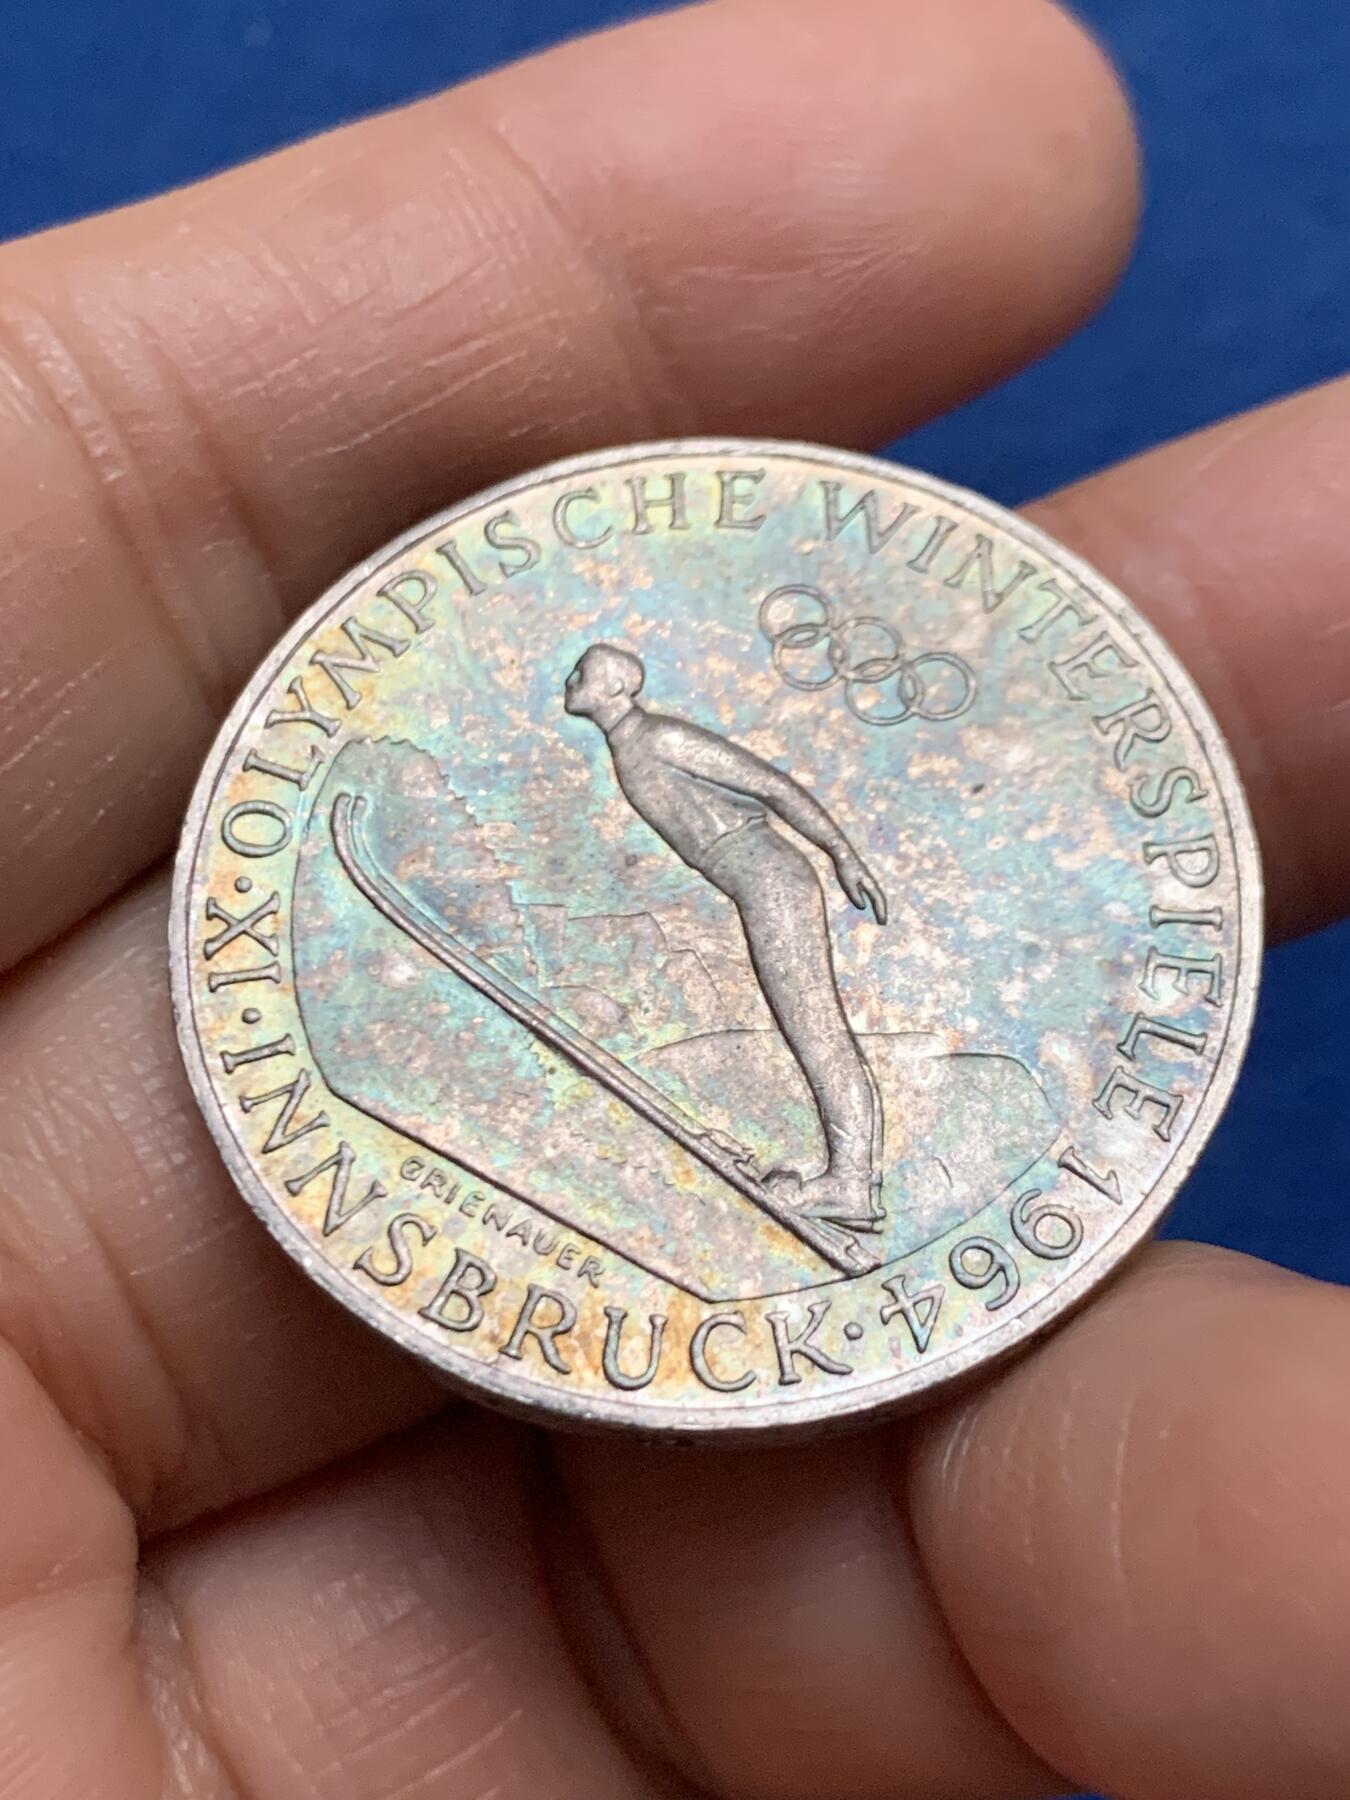 · IX · OLYMPISCHE WINTERSPIELE 1964 · INNSBRUCK
GRIENAUER